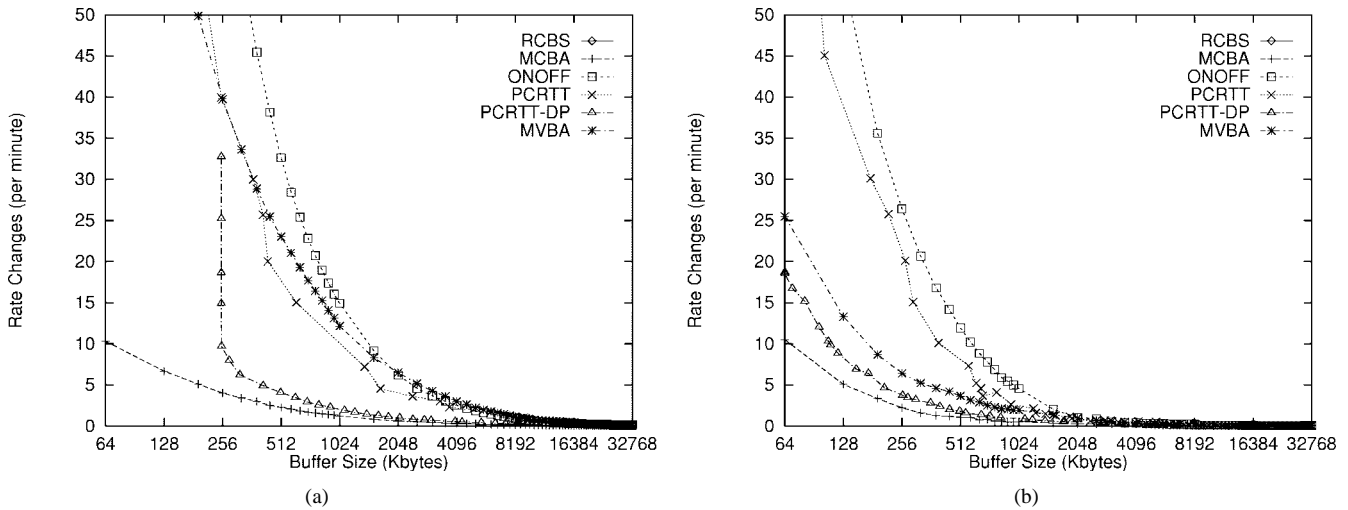 50
45
40
35
30
25
20
15
10
5
0
Rate Changes (per minute)
RCBS
MCBA
ONOFF
PCRTT
PCRTT-DP
MVBA
64 128 256 512 1024 2048 4096 8192 16384 32768
Buffer Size (Kbytes)
(a)
50
45
40
35
30
25
20
15
10
5
0
Rate Changes (per minute)
RCBS
MCBA
ONOFF
PCRTT
PCRTT-DP
MVBA
64 128 256 512 1024 2048 4096 8192 16384 32768
Buffer Size (Kbytes)
(b)